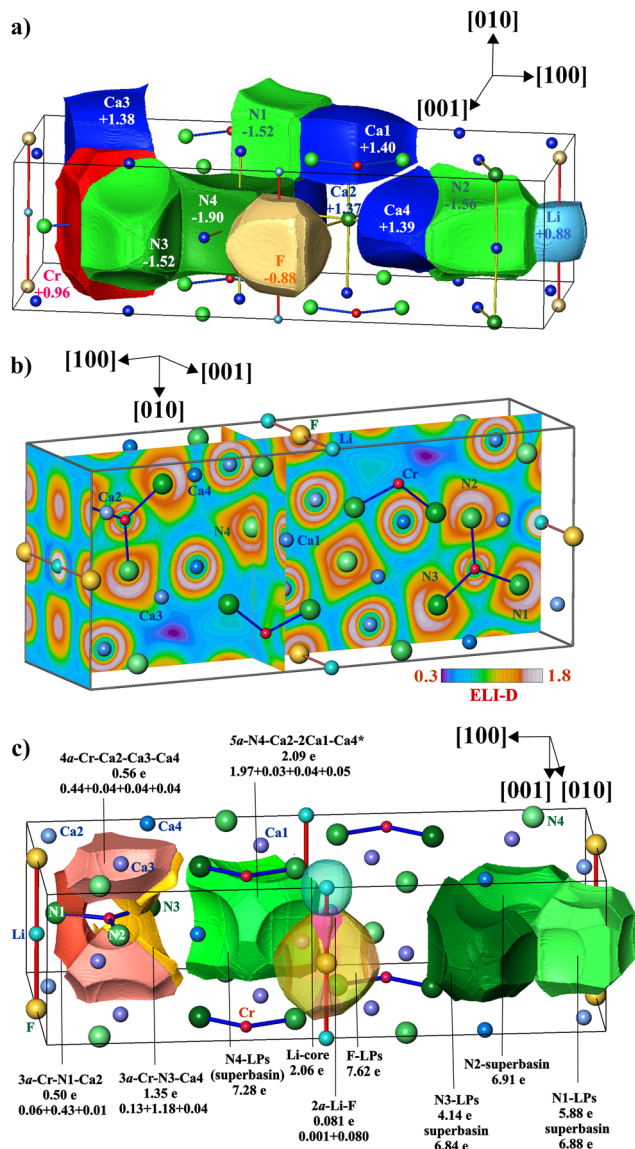 a)
[010]
[100]
[001]
Ca3
+1.38
N1
-1.52
Ca1
+1.40
N4
-1.90
Ca2
+1.37
Ca4
+1.39
N2
-1.56
Li
+0.88
N3
-1.52
F
-0.88
Cr
+0.96
b)
[100]
[001]
[010]
F
Li
Ca2
Ca4
Cr
N2
N4
Ca1
Ca3
N3
N1
0.3
1.8
ELI-D
c)
4a-Cr-Ca2-Ca3-Ca4
0.56 e
0.44+0.04+0.04+0.04
5a-N4-Ca2-2Ca1-Ca4*
2.09 e
1.97+0.03+0.04+0.05
[100]
[001]
[010]
Ca2
Ca4
Ca1
N4
Ca3
N1
N3
N2
Li
F
Cr
3a-Cr-N1-Ca2
0.50 e
0.06+0.43+0.01
3a-Cr-N3-Ca4
1.35 e
0.13+1.18+0.04
N4-LPs
(superbasin)
7.28 e
Li-core
2.06 e
F-LPs
7.62 e
2a-Li-F
0.081 e
0.001+0.080
N2-superbasin
6.91 e
N3-LPs
4.14 e
superbasin
6.84 e
N1-LPs
5.88 e
superbasin
6.88 e